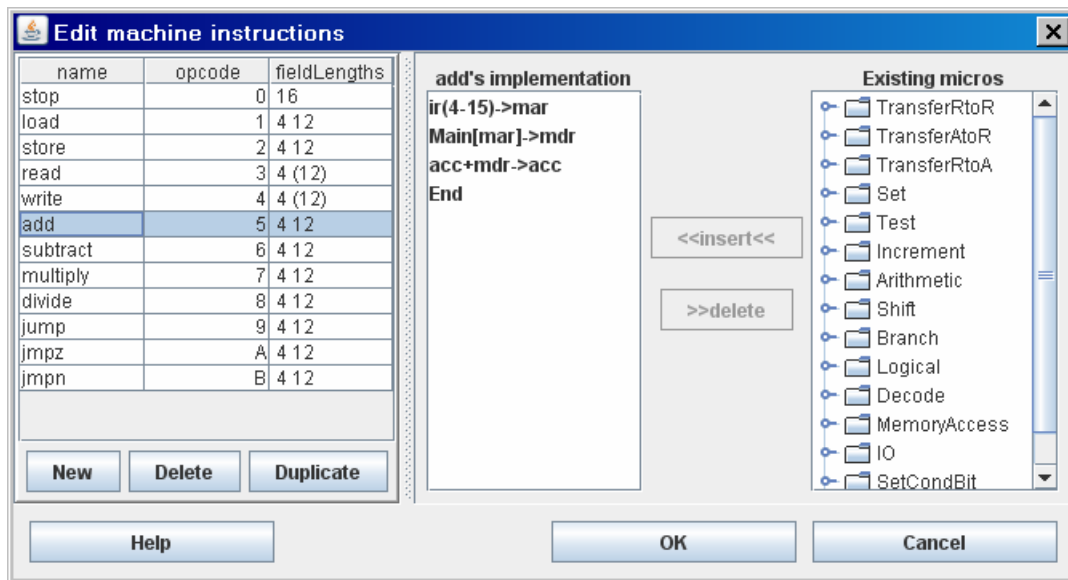 Edit machine instructions
name opcode fieldLengths
stop 0 16
load 1 4 12
store 2 4 12
read 3 4 (12)
write 4 4 (12)
add 5 4 12
subtract 6 4 12
multiply 7 4 12
divide 8 4 12
jump 9 4 12
jmpz A 4 12
jmpn B 4 12
New Delete Duplicate
add's implementation
ir(4-15)->mar
Main[mar]->mdr
acc+mdr->acc
End
<<insert<<
>>delete
Existing micros
TransferRtoR
TransferAtoR
TransferRtoA
Set
Test
Increment
Arithmetic
Shift
Branch
Logical
Decode
MemoryAccess
IO
SetCondBit
Help OK Cancel